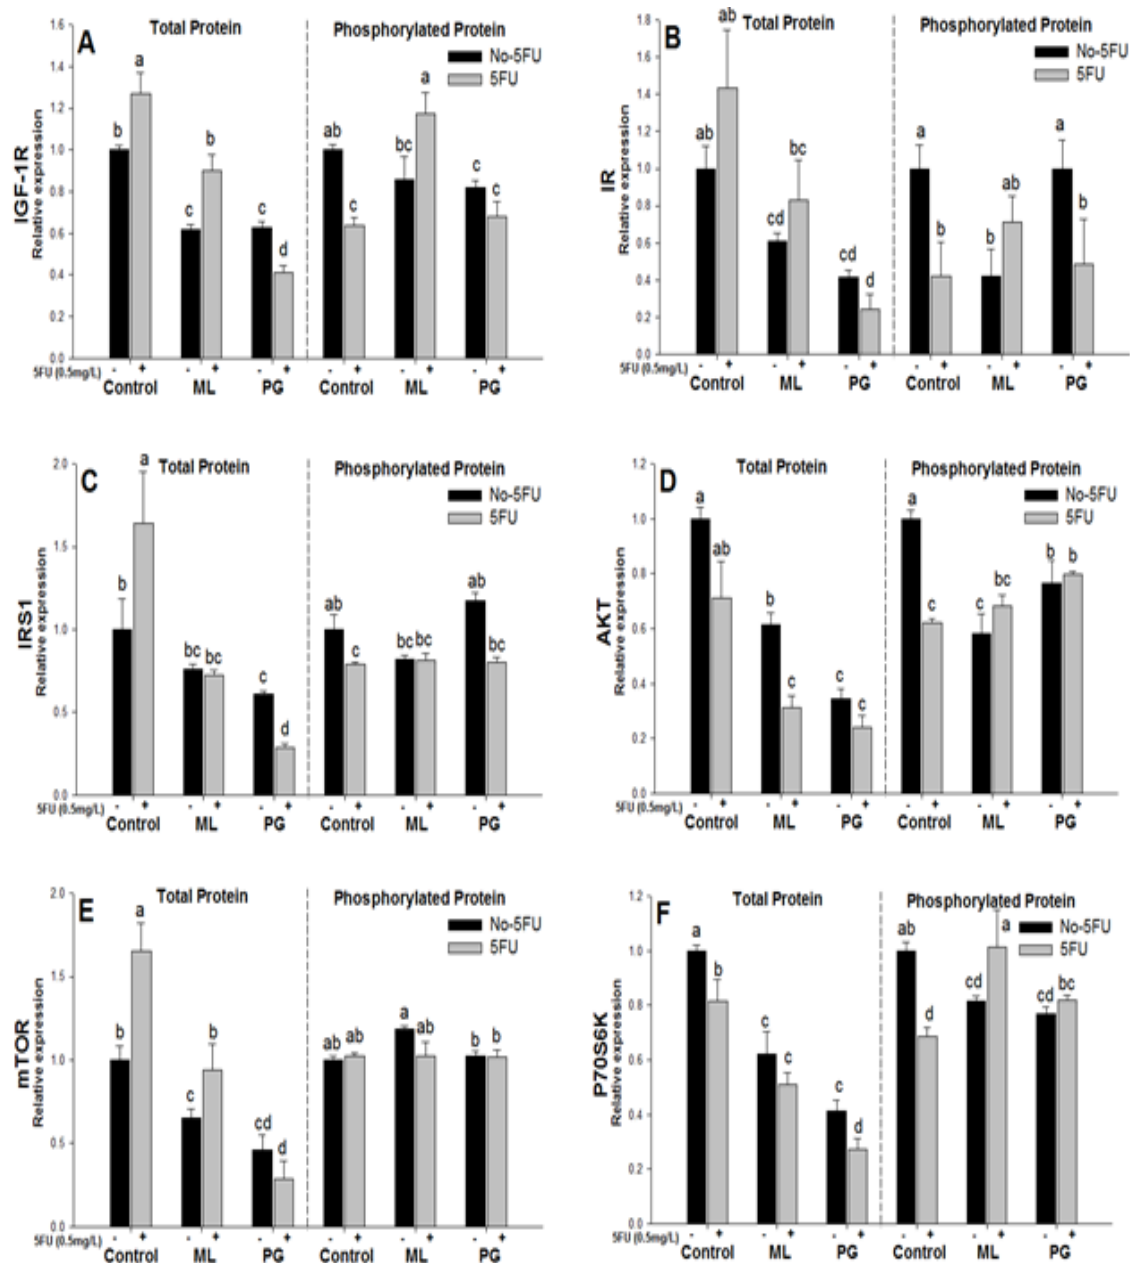 A
Total Protein
Phosphorylated Protein
No-5FU
5FU
IGF-1R
Relative expression
1.6
1.4
1.2
1.0
0.8
0.6
0.4
0.2
0.0
b a c b c d
ab c bc a c c
5FU (0.5mg/L) - + - + - + - + - + - +
Control ML PG Control ML PG
B
Total Protein
Phosphorylated Protein
No-5FU
5FU
IR
Relative expression
1.8
1.6
1.4
1.2
1.0
0.8
0.6
0.4
0.2
0.0
ab ab cd bc cd d
a b b ab a b
5FU (0.5mg/L) - + - + - + - + - + - +
Control ML PG Control ML PG
C
Total Protein
Phosphorylated Protein
No-5FU
5FU
IRS1
Relative expression
2.0
1.5
1.0
0.5
0.0
b a bc bc c d
ab c bc bc ab bc
5FU (0.5mg/L) - + - + - + - + - + - +
Control ML PG Control ML PG
D
Total Protein
Phosphorylated Protein
No-5FU
5FU
AKT
Relative expression
1.2
1.0
0.8
0.6
0.4
0.2
0.0
a ab b c c c
a c c bc b b
5FU (0.5mg/L) - + - + - + - + - + - +
Control ML PG Control ML PG
E
Total Protein
Phosphorylated Protein
No-5FU
5FU
mTOR
Relative expression
2.0
1.5
1.0
0.5
0.0
b a c b cd d
ab ab a ab b b
5FU (0.5mg/L) - + - + - + - + - + - +
Control ML PG Control ML PG
F
Total Protein
Phosphorylated Protein
No-5FU
5FU
P70S6K
Relative expression
1.2
1.0
0.8
0.6
0.4
0.2
0.0
a b c c c d
ab d cd a cd bc
5FU (0.5mg/L) - + - + - + - + - + - +
Control ML PG Control ML PG